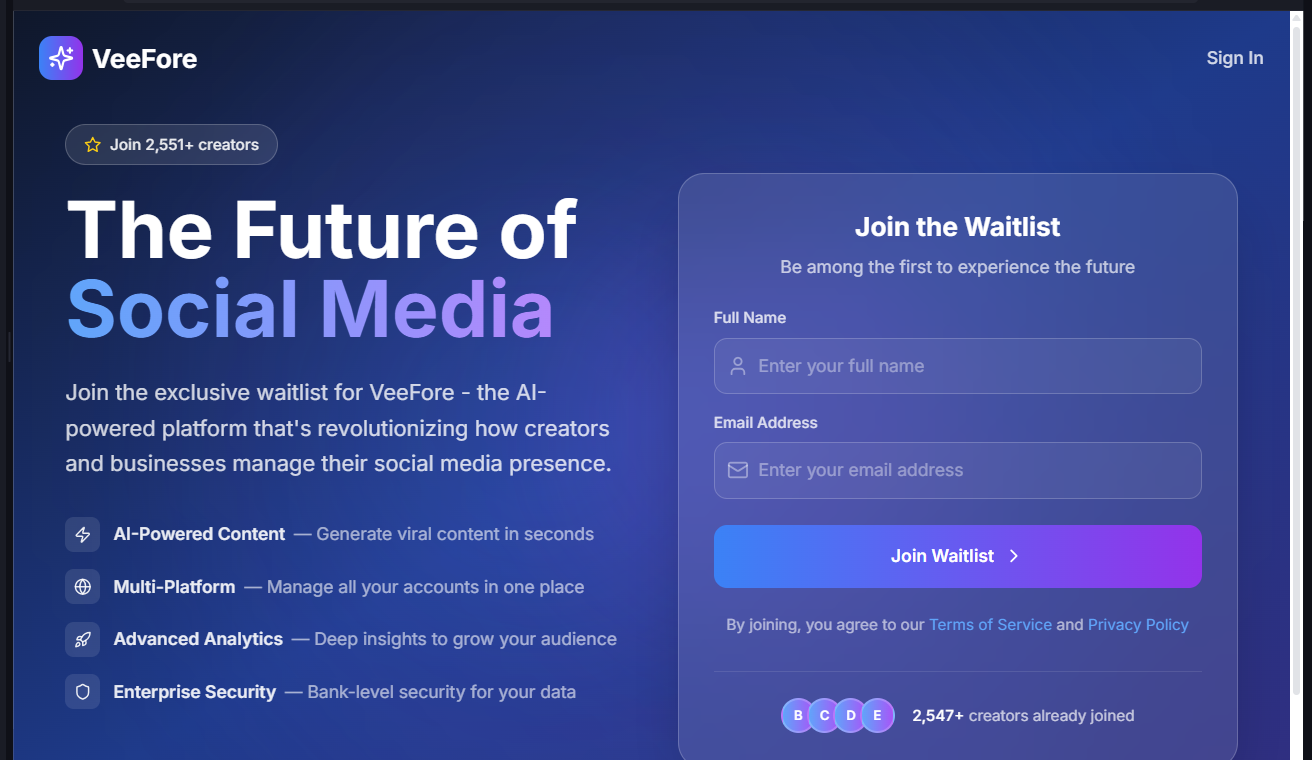 VeeFore
Sign In
Join 2,551+ creators
The Future of
Social Media
Join the exclusive waitlist for VeeFore - the AI-
powered platform that's revolutionizing how creators
and businesses manage their social media presence.
AI-Powered Content — Generate viral content in seconds
Multi-Platform — Manage all your accounts in one place
Advanced Analytics — Deep insights to grow your audience
Enterprise Security — Bank-level security for your data
Join the Waitlist
Be among the first to experience the future
Full Name
Enter your full name
Email Address
Enter your email address
Join Waitlist
By joining, you agree to our Terms of Service and Privacy Policy
B C D E 2,547+ creators already joined